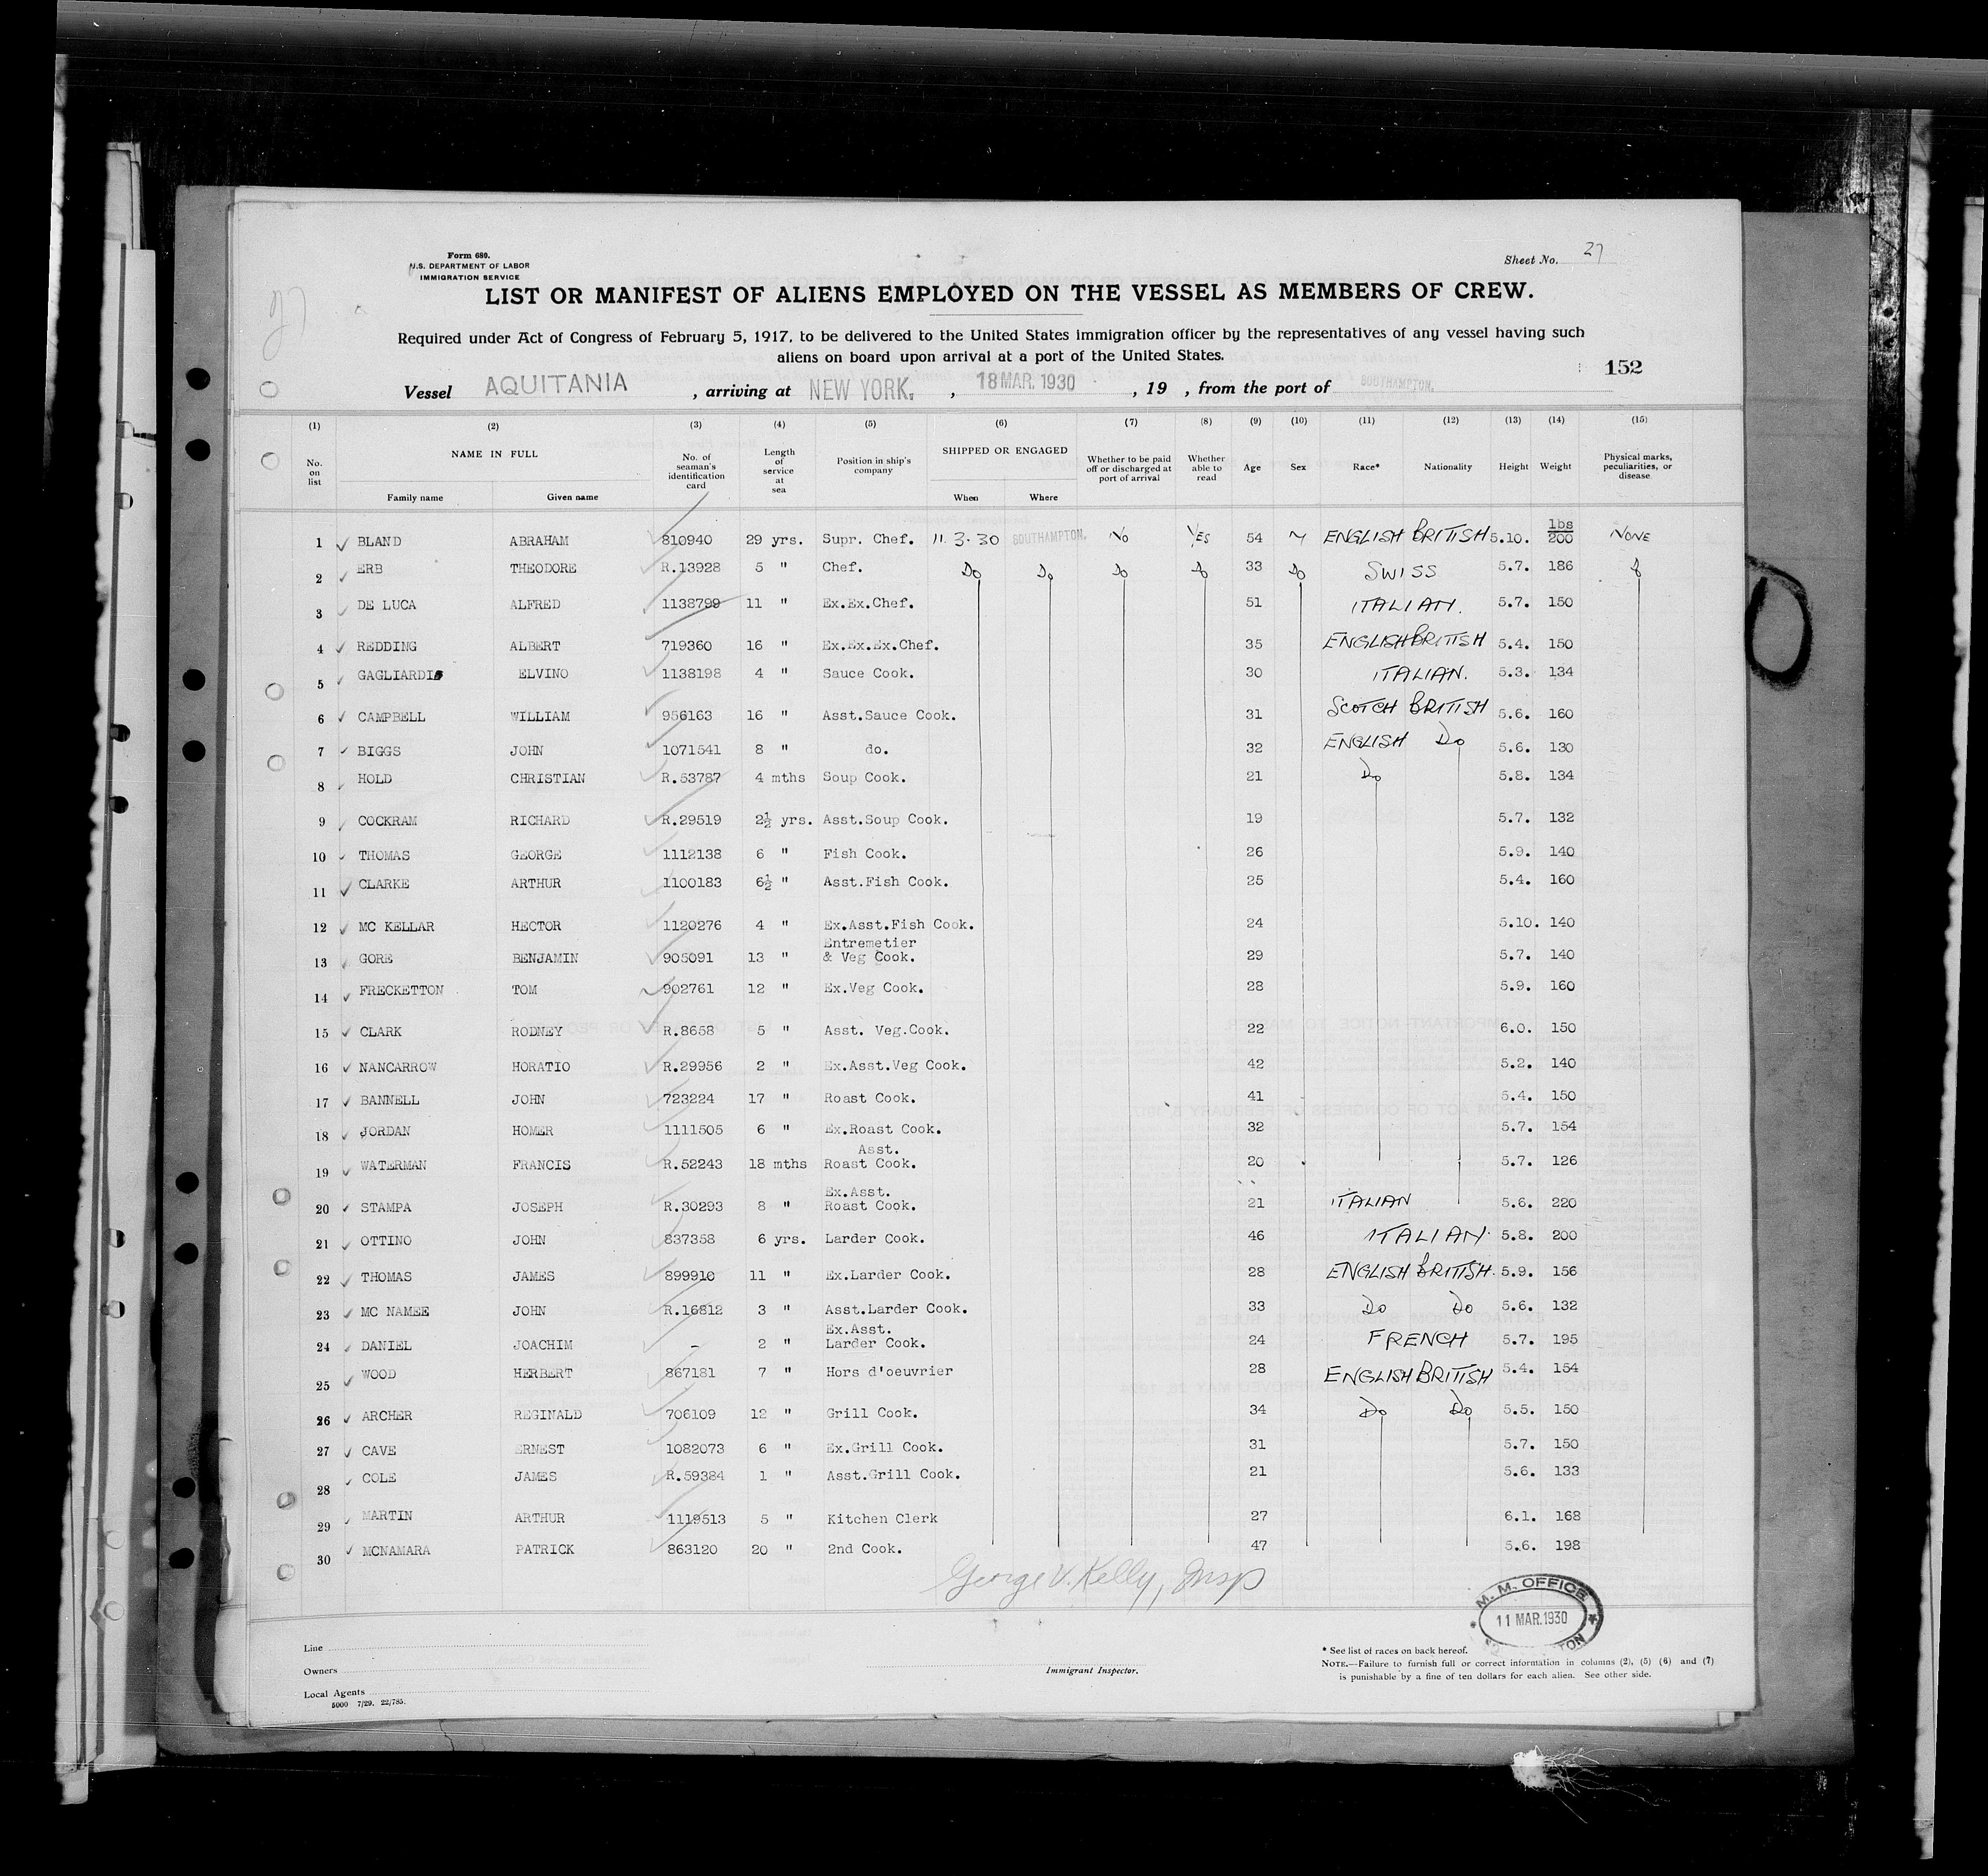 Form 680.
U.S. DEPARTMENT OF LABOR
IMMIGRATION SERVICE
Sheet No. 27
LIST OR MANIFEST OF ALIENS EMPLOYED ON THE VESSEL AS MEMBERS OF CREW.
Required under Act of Congress of February 5, 1917, to be delivered to the United States immigration officer by the representatives of any vessel having such
aliens on board upon arrival at a port of the United States.
152
Vessel AQUITANIA , arriving at NEW YORK. , 18 MAR. 1930 , 19 , from the port of SOUTHAMPTON.
(1) (2) (3) (4) (5) (6) (7) (8) (9) (10) (11) (12) (13) (14) (15)
No. on list NAME IN FULL Family name Given name No. of seaman's identification card Length of service at sea Position in ship's company SHIPPED OR ENGAGED When Where Whether to be paid off or discharged at port of arrival Whether able to read Age Sex Race* Nationality Height Weight Physical marks, peculiarities, or disease
lbs
1 BLAND ABRAHAM 810940 29 yrs. Supr. Chef. 11.3.30 SOUTHAMPTON. No YES 54 M ENGLISH BRITISH 5.10. 200 NONE
2 ERB THEODORE R.13928 5 " Chef. Do Do Do Do 33 Do SWISS 5.7. 186 Do
3 DE LUCA ALFRED 1138799 11 " Ex.Ex.Chef. 51 ITALIAN. 5.7. 150
4 REDDING ALBERT 719360 16 " Ex.Ex.Ex.Chef. 35 ENGLISH BRITISH 5.4. 150
5 GAGLIARDI ELVINO 1138198 4 " Sauce Cook. 30 ITALIAN. 5.3. 134
6 CAMPBELL WILLIAM 956163 16 " Asst.Sauce Cook. 31 SCOTCH BRITISH 5.6. 160
7 BIGGS JOHN 1071541 8 " do. 32 ENGLISH Do 5.6. 130
8 HOLD CHRISTIAN R.53787 4 mths Soup Cook. 21 Do 5.8. 134
9 COCKRAM RICHARD R.29519 2½ yrs. Asst.Soup Cook. 19 5.7. 132
10 THOMAS GEORGE 1112138 6 " Fish Cook. 26 5.9. 140
11 CLARKE ARTHUR 1100183 6½ " Asst.Fish Cook. 25 5.4. 160
12 MC KELLAR HECTOR 1120276 4 " Ex.Asst.Fish Cook. 24 5.10. 140
Entremetier
13 GORE BENJAMIN 905091 13 " & Veg Cook. 29 5.7. 140
14 FRECKETTON TOM 902761 12 " Ex.Veg Cook. 28 5.9. 160
15 CLARK RODNEY R.8658 5 " Asst. Veg.Cook. 22 6.0. 150
16 NANCARROW HORATIO R.29956 2 " Ex.Asst.Veg Cook. 42 5.2. 140
17 BANNELL JOHN 723224 17 " Roast Cook. 41 5.4. 150
18 JORDAN HOMER 1111505 6 " Ex.Roast Cook. 32 5.7. 154
Asst.
19 WATERMAN FRANCIS R.52243 18 mths Roast Cook. 20 5.7. 126
Ex.Asst.
20 STAMPA JOSEPH R.30293 8 " Roast Cook. 21 ITALIAN 5.6. 220
21 OTTINO JOHN 837358 6 yrs. Larder Cook. 46 ITALIAN. 5.8. 200
22 THOMAS JAMES 899910 11 " Ex.Larder Cook. 28 ENGLISH BRITISH. 5.9. 156
23 MC NAMEE JOHN R.16812 3 " Asst.Larder Cook. 33 Do Do 5.6. 132
Ex.Asst.
24 DANIEL JOACHIM - 2 " Larder Cook. 24 FRENCH 5.7. 195
25 WOOD HERBERT 867181 7 " Hors d'oeuvrier 28 ENGLISH BRITISH 5.4. 154
26 ARCHER REGINALD 706109 12 " Grill Cook. 34 Do Do 5.5. 150
27 CAVE ERNEST 1082073 6 " Ex.Grill Cook. 31 5.7. 150
28 COLE JAMES R.59384 1 " Asst.Grill Cook. 21 5.6. 133
29 MARTIN ARTHUR 1119513 5 " Kitchen Clerk 27 6.1. 168
30 MCNAMARA PATRICK 863120 20 " 2nd Cook. 47 5.6. 198
George V. Kelly, Insp
M. M. OFFICE
11 MAR.1930
Line
Owners
Local Agents
5000 7/29. 22/785.
Immigrant Inspector.
* See list of races on back hereof.
NOTE.—Failure to furnish full or correct information in columns (2), (5) (6) and (7)
is punishable by a fine of ten dollars for each alien. See other side.